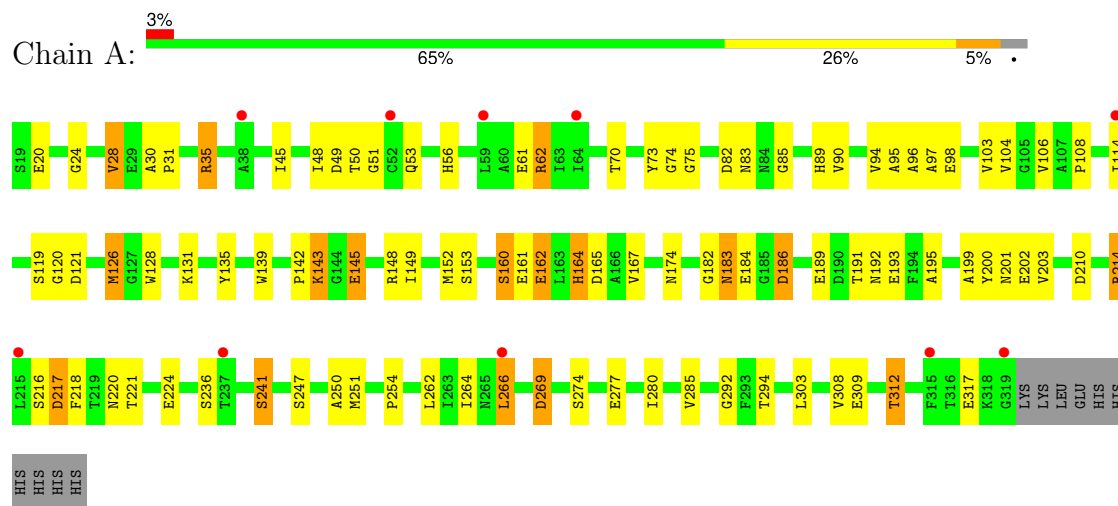 3%
Chain A:
65% 26% 5% •
S19 E20 G24 V28 E29 A30 P31 R35 A38 I45 I48 D49 T50 G51 C52 Q53 H56 L59 A60 E61 R62 I63 I64 T70 Y73 G74 G75 D82 N83 N84 G85 H89 V90 V94 A95 A96 A97 E98 V103 V104 G105 V106 A107 P108
S119 G120 D121 M126 G127 W128 K131 Y135 W139 P142 K143 G144 E145 R148 I149 M152 S153 S160 E161 E162 L163 H164 D165 A166 V167 N174 G182 N183 E184 G185 D186 E189 D190 T191 N192 E193 F194 A195 A199 Y200 N201 E202 V203 D210 R214
L215 S216 D217 F218 T219 N220 T221 E224 S236 T237 S241 S247 A250 M251 P254 L262 I263 I264 N265 L266 D269 S274 E277 I280 V285 G292 F293 T294 L303 V308 E309 T312 F315 T316 E317 K318 G319 LYS LYS LEU GLU HIS HIS
HIS HIS HIS HIS